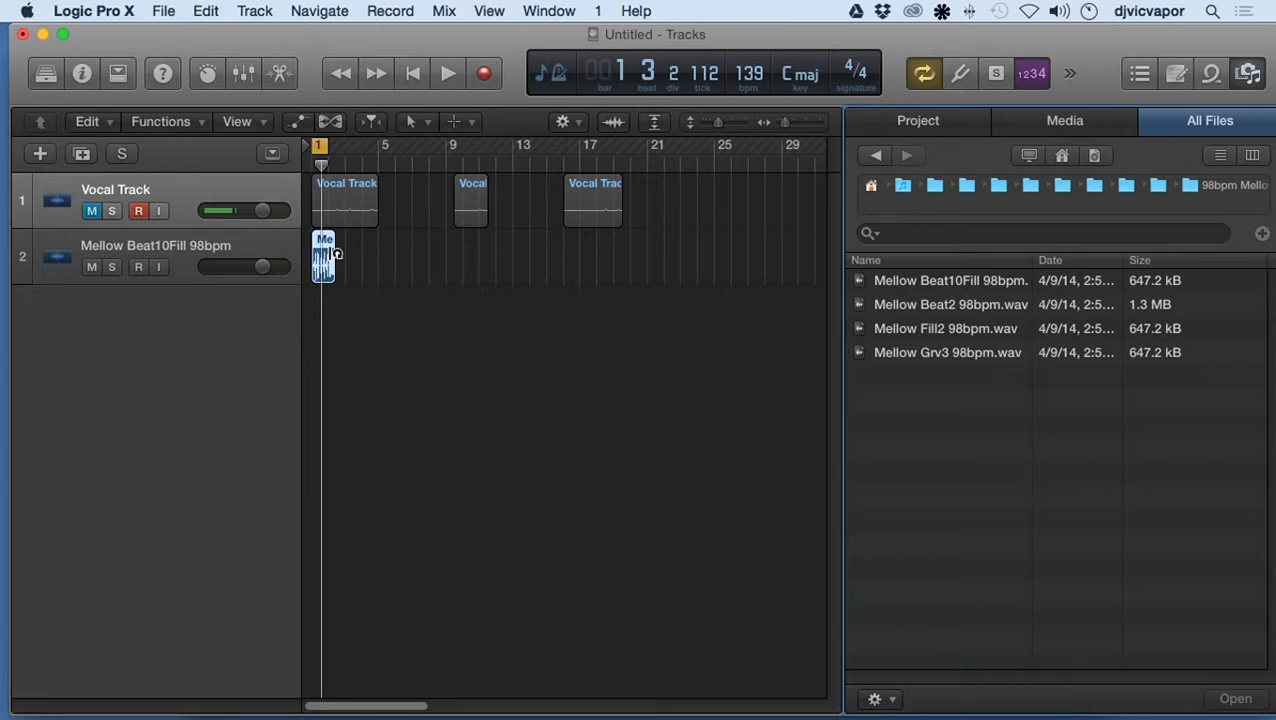 Logic Pro X File Edit Track Navigate Record Mix View Window 1 Help djvicvapor
Untitled - Tracks
001 3 2 112 139 C maj 4/4
bar beat div tick bpm key signature
S 1234
Edit Functions View
Project Media All Files
S
1 5 9 13 17 21 25 29
1 Vocal Track
M S R I
Vocal Track Vocal Vocal Trac
98bpm Mello
2 Mellow Beat10Fill 98bpm
M S R I
Me
Name Date Size
Mellow Beat10Fill 98bpm. 4/9/14, 2:5... 647.2 kB
Mellow Beat2 98bpm.wav 4/9/14, 2:5... 1.3 MB
Mellow Fill2 98bpm.wav 4/9/14, 2:5... 647.2 kB
Mellow Grv3 98bpm.wav 4/9/14, 2:5... 647.2 kB
Open